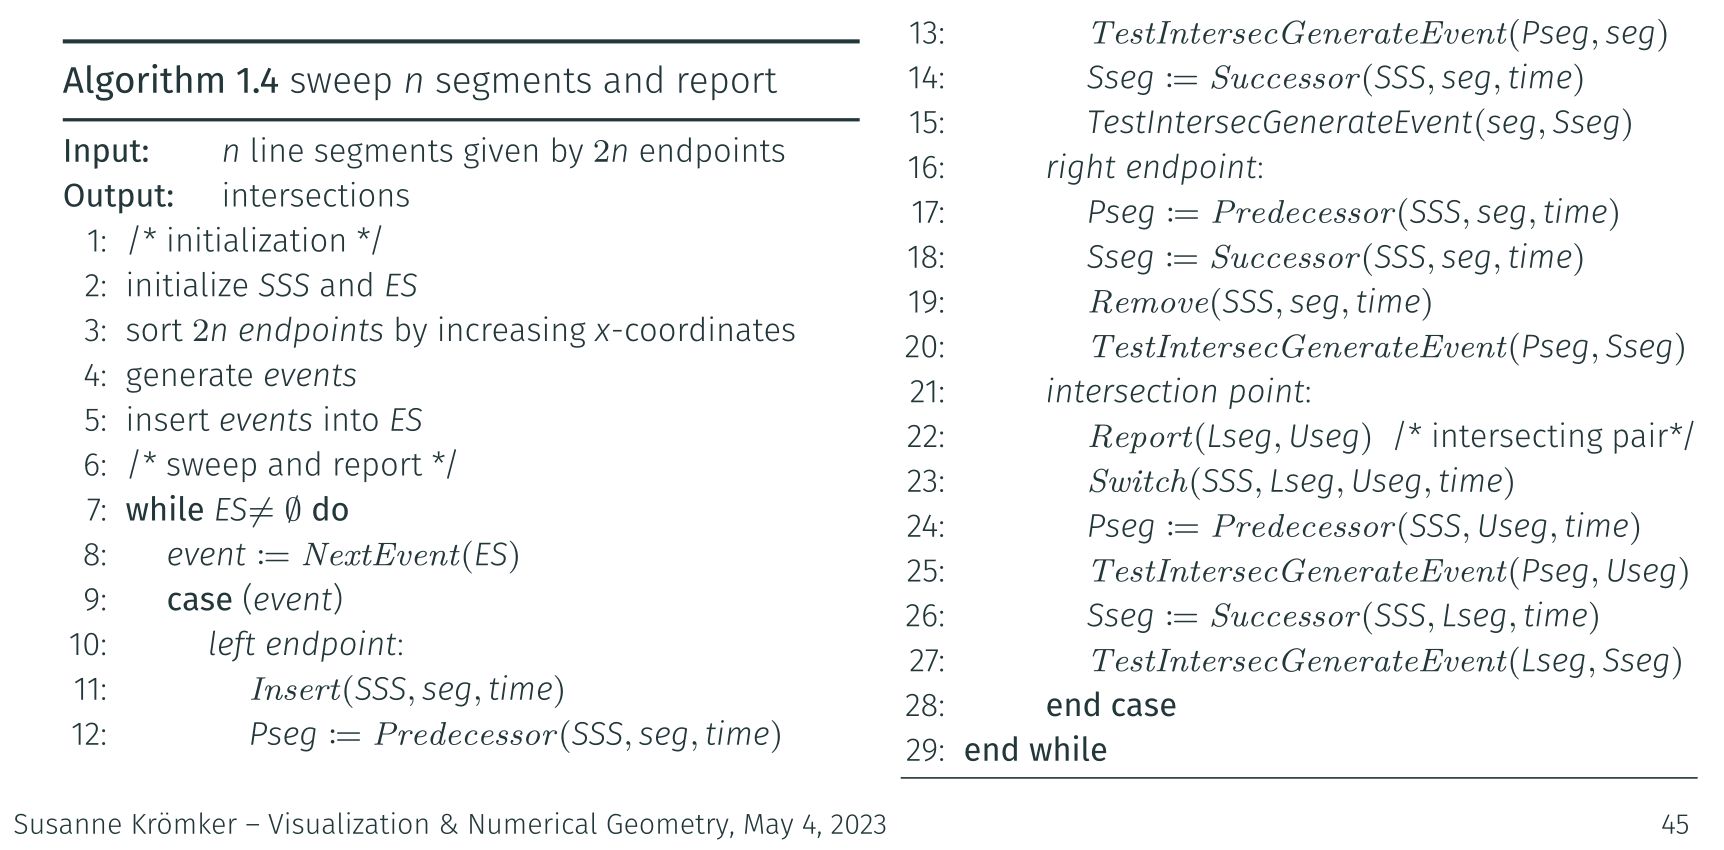 Algorithm 1.4 sweep n segments and report
Input: n line segments given by 2n endpoints
Output: intersections
1: /* initialization */
2: initialize SSS and ES
3: sort 2n endpoints by increasing x-coordinates
4: generate events
5: insert events into ES
6: /* sweep and report */
7: while ES≠ ∅ do
8: event := NextEvent(ES)
9: case (event)
10: left endpoint:
11: Insert(SSS, seg, time)
12: Pseg := Predecessor(SSS, seg, time)
13: TestIntersecGenerateEvent(Pseg, seg)
14: Sseg := Successor(SSS, seg, time)
15: TestIntersecGenerateEvent(seg, Sseg)
16: right endpoint:
17: Pseg := Predecessor(SSS, seg, time)
18: Sseg := Successor(SSS, seg, time)
19: Remove(SSS, seg, time)
20: TestIntersecGenerateEvent(Pseg, Sseg)
21: intersection point:
22: Report(Lseg, Useg) /* intersecting pair*/
23: Switch(SSS, Lseg, Useg, time)
24: Pseg := Predecessor(SSS, Useg, time)
25: TestIntersecGenerateEvent(Pseg, Useg)
26: Sseg := Successor(SSS, Lseg, time)
27: TestIntersecGenerateEvent(Lseg, Sseg)
28: end case
29: end while
Susanne Krömker – Visualization & Numerical Geometry, May 4, 2023
45